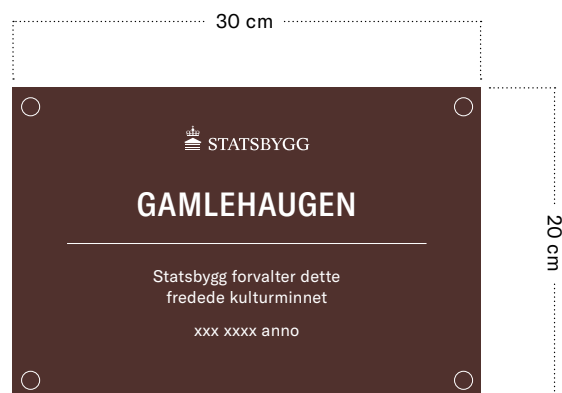 30 cm
STATSBYGG
GAMLEHAUGEN
20 cm
Statsbygg forvalter dette
fredede kulturminnet
xxx xxxx anno